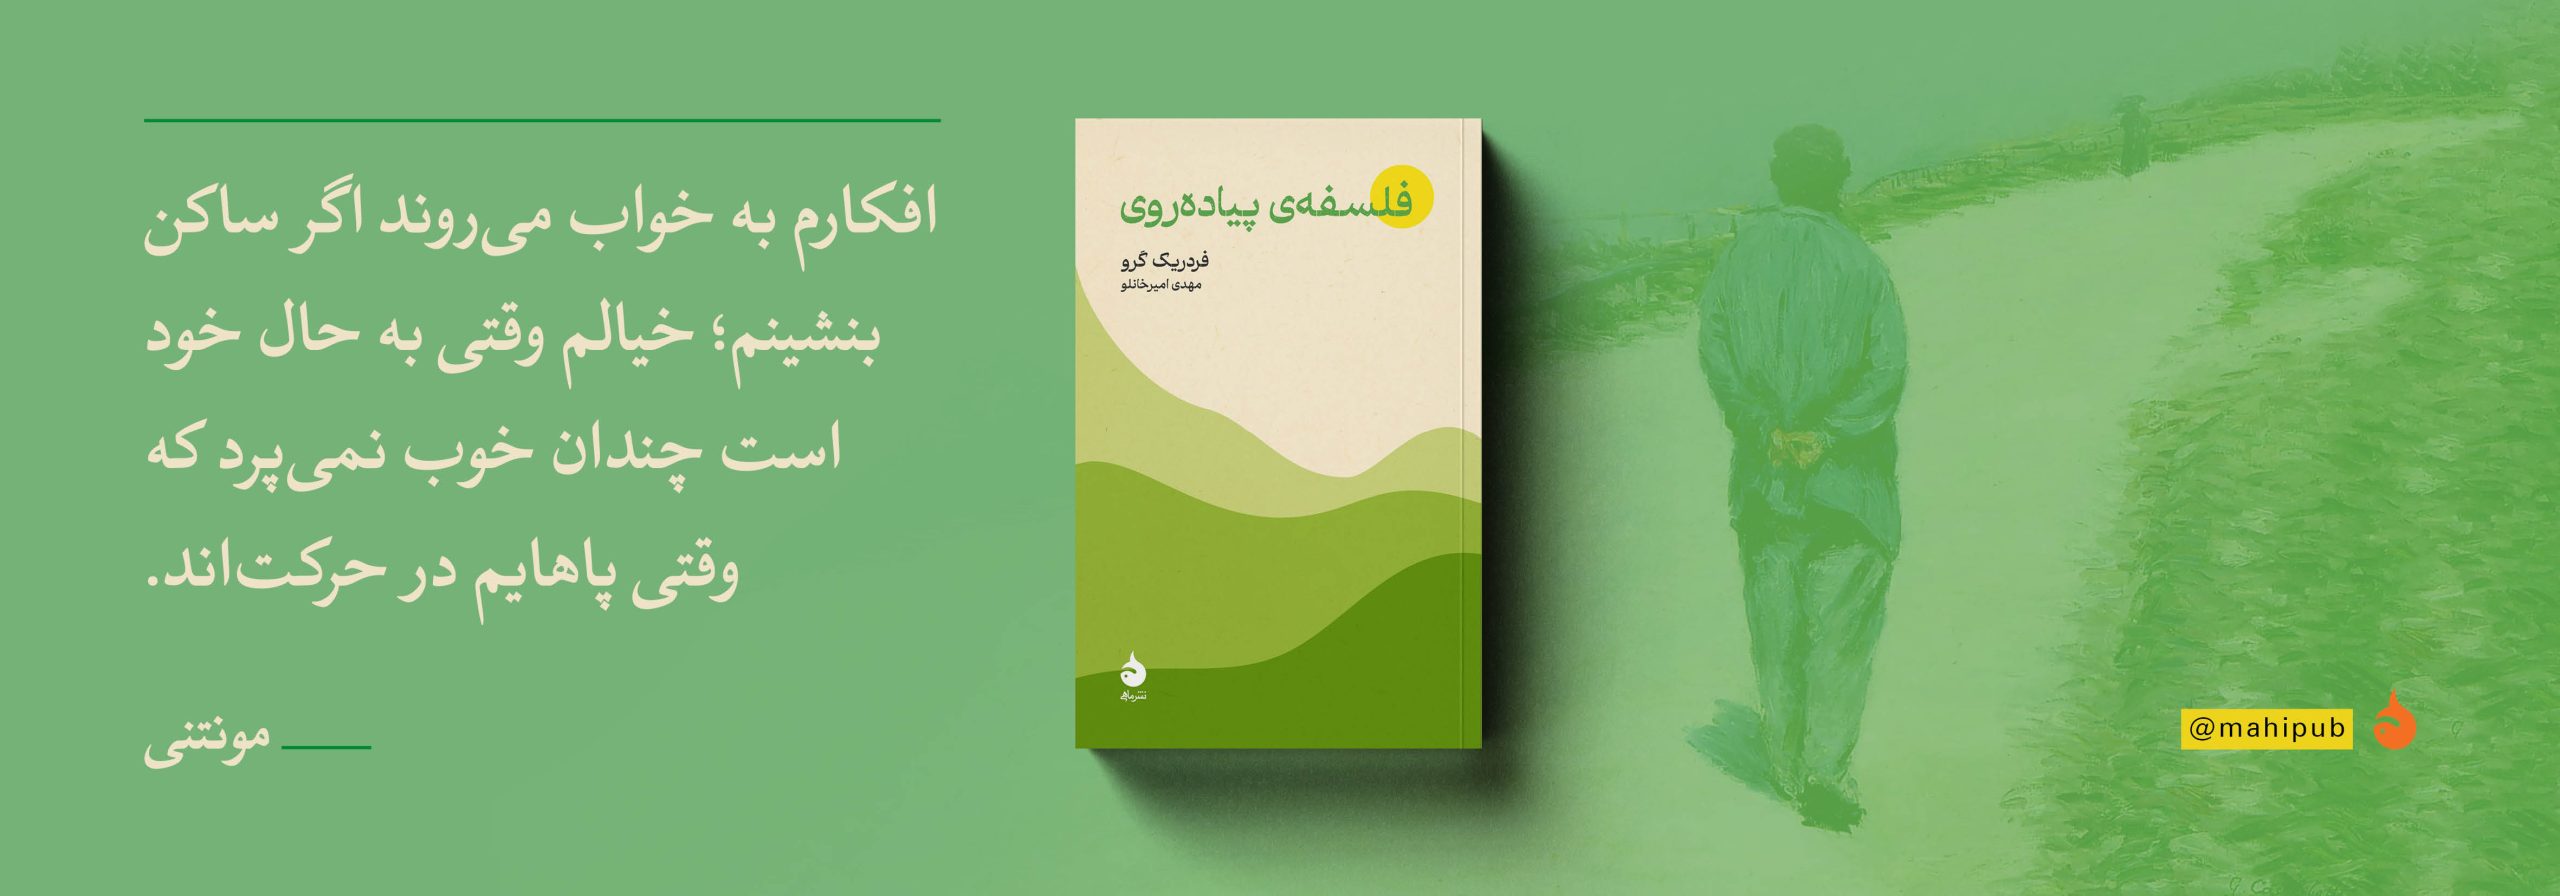 افکارم به خواب می‌روند اگر ساکن
بنشینم؛ خیالم وقتی به حال خود
است چندان خوب نمی‌پرد که
وقتی پاهایم در حرکت‌اند.
مونتنی
فلسفه‌ی پیاده‌روی
فردریک گرو
مهدی امیرخانلو
نشر ماهی
@mahipub